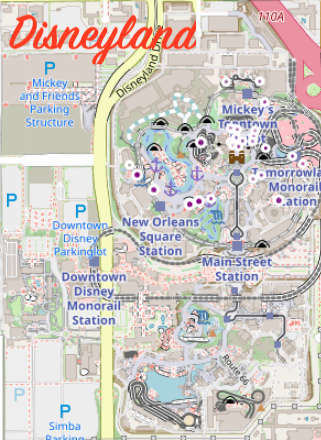 Disneyland
110A
P
Mickey
and Friends
Parking
Structure
Disneyland Drive
Mickey's
Toontown
Tomorrowland
Monorail
Station
P
P
Downtown
Disney
Parking lot
New Orleans
Square
Station
Main Street
Station
Downtown
Disney
Monorail
Station
Route 66
P
P
Simba
Parking